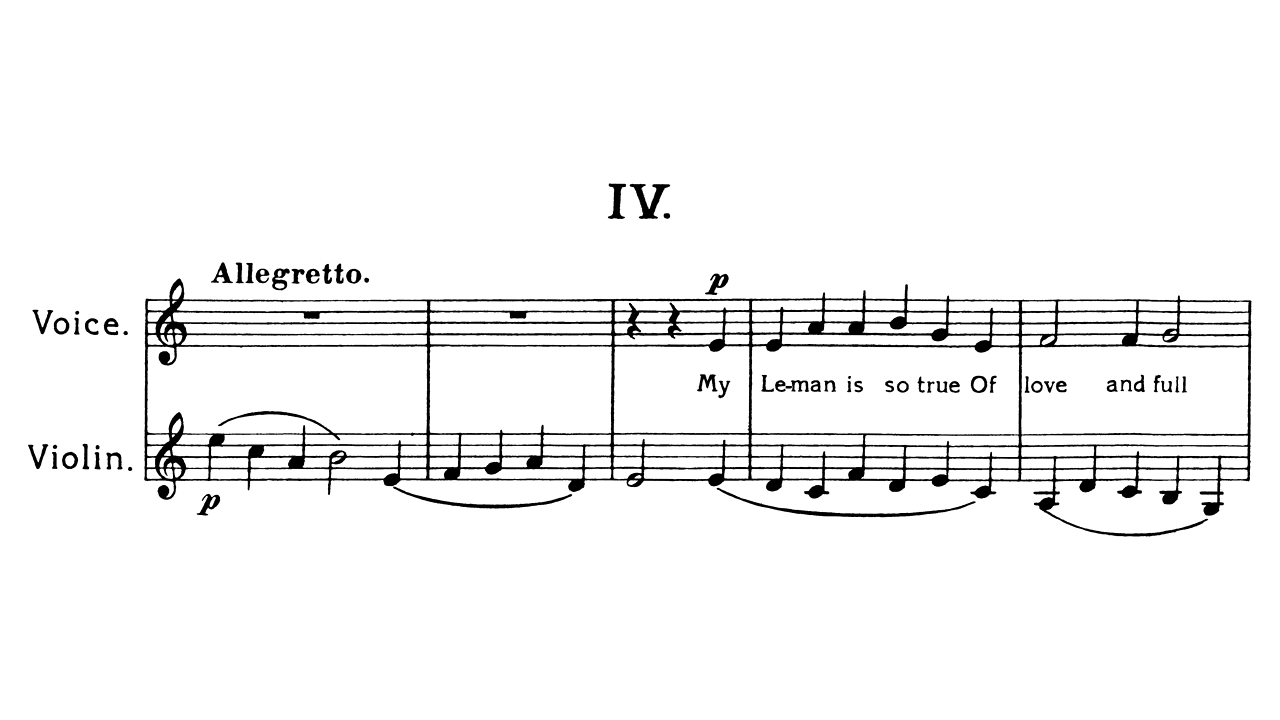 IV.
Allegretto.
p
Voice.
My Le-man is so true Of love and full
Violin.
p